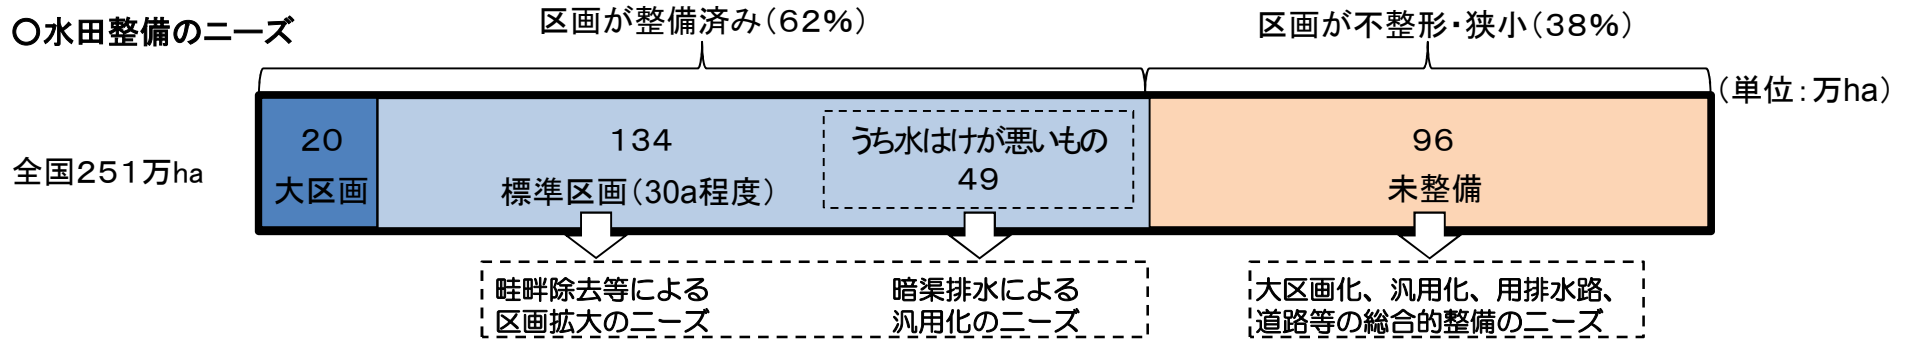 〇水田整備のニーズ
区画が整備済み（６２％）
区画が不整形・狭小（３８％）
（単位：万ha）
全国２５１万ha
２０
大区画
１３４
標準区画（30a程度）
うち水はけが悪いもの
４９
９６
未整備
畦畔除去等による
区画拡大のニーズ
暗渠排水による
汎用化のニーズ
大区画化、汎用化、用排水路、
道路等の総合的整備のニーズ